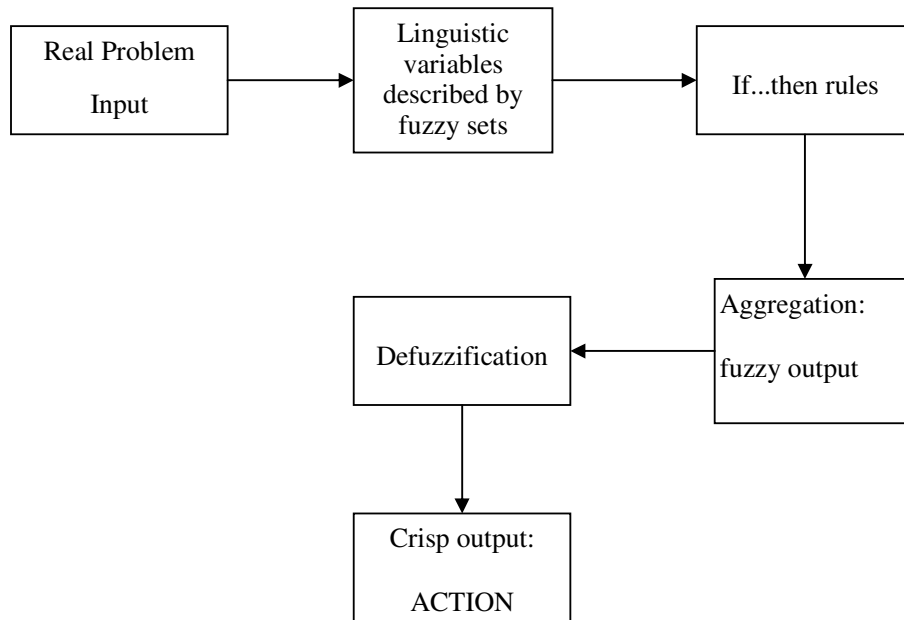 Real Problem
Input
Linguistic
variables
described by
fuzzy sets
If...then rules
Aggregation:
fuzzy output
Defuzzification
Crisp output:
ACTION